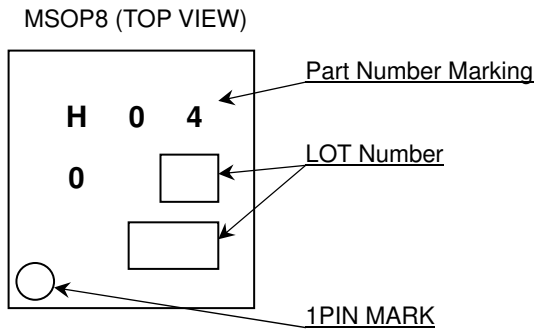 MSOP8 (TOP VIEW)
Part Number Marking
H 0 4
LOT Number
0
1PIN MARK